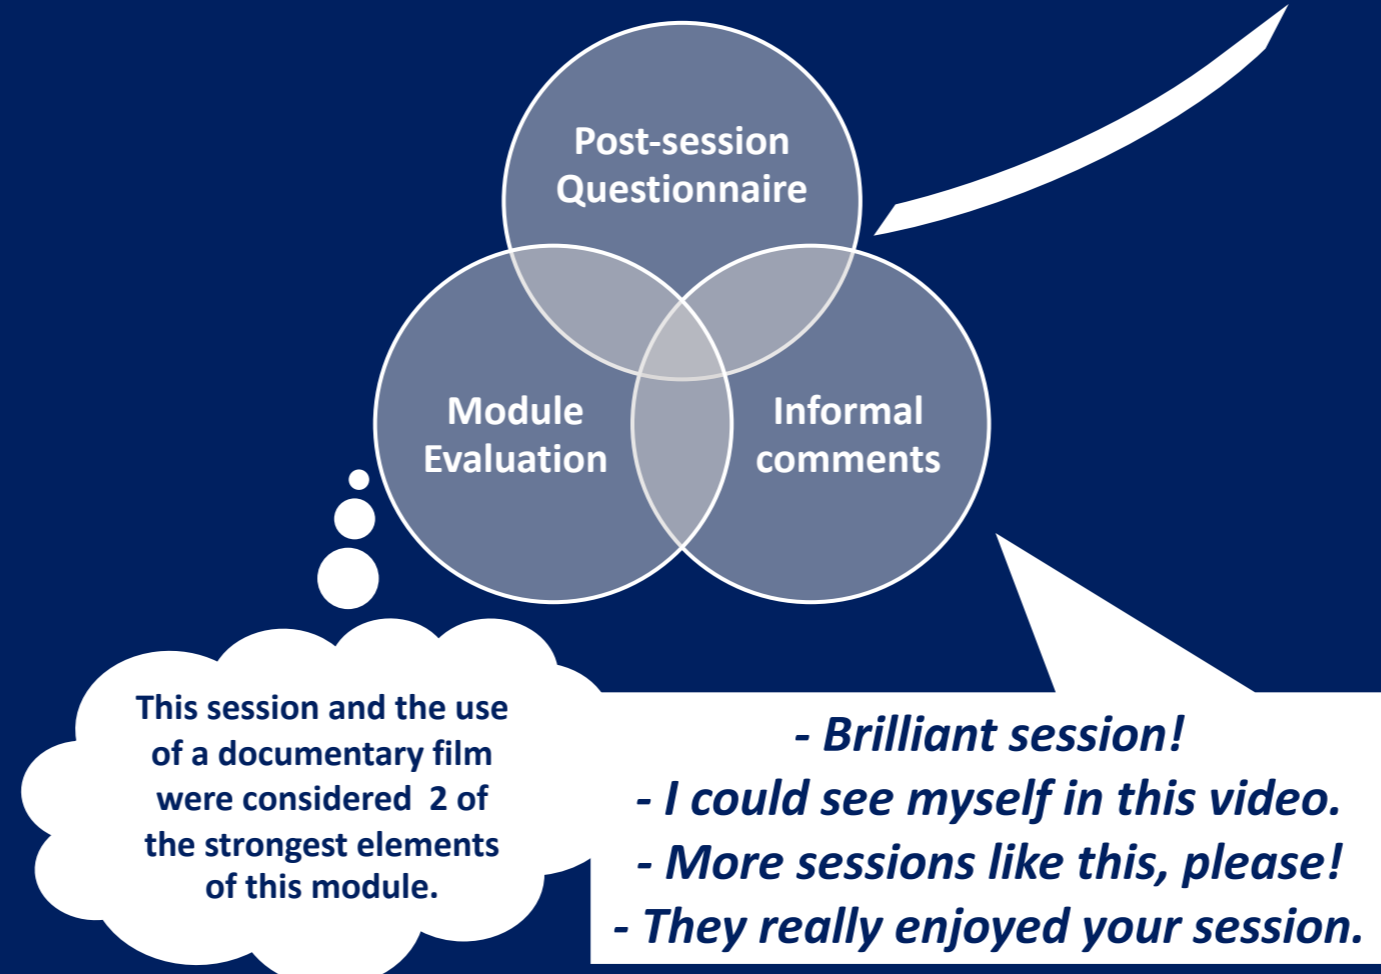 Post-session
Questionnaire
Module
Evaluation
Informal
comments
This session and the use
of a documentary film
were considered  2 of
the strongest elements
of this module.
- Brilliant session!
- I could see myself in this video.
- More sessions like this, please!
- They really enjoyed your session.